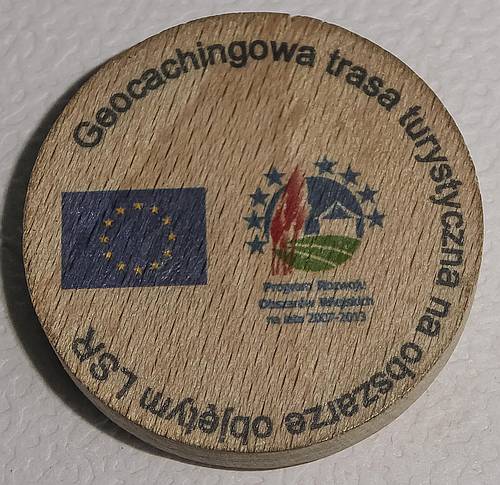 Geocachingowa trasa turystyczna na obszarze objętym LSR
Program Rozwoju
Obszarów Wiejskich
na lata 2007-2013